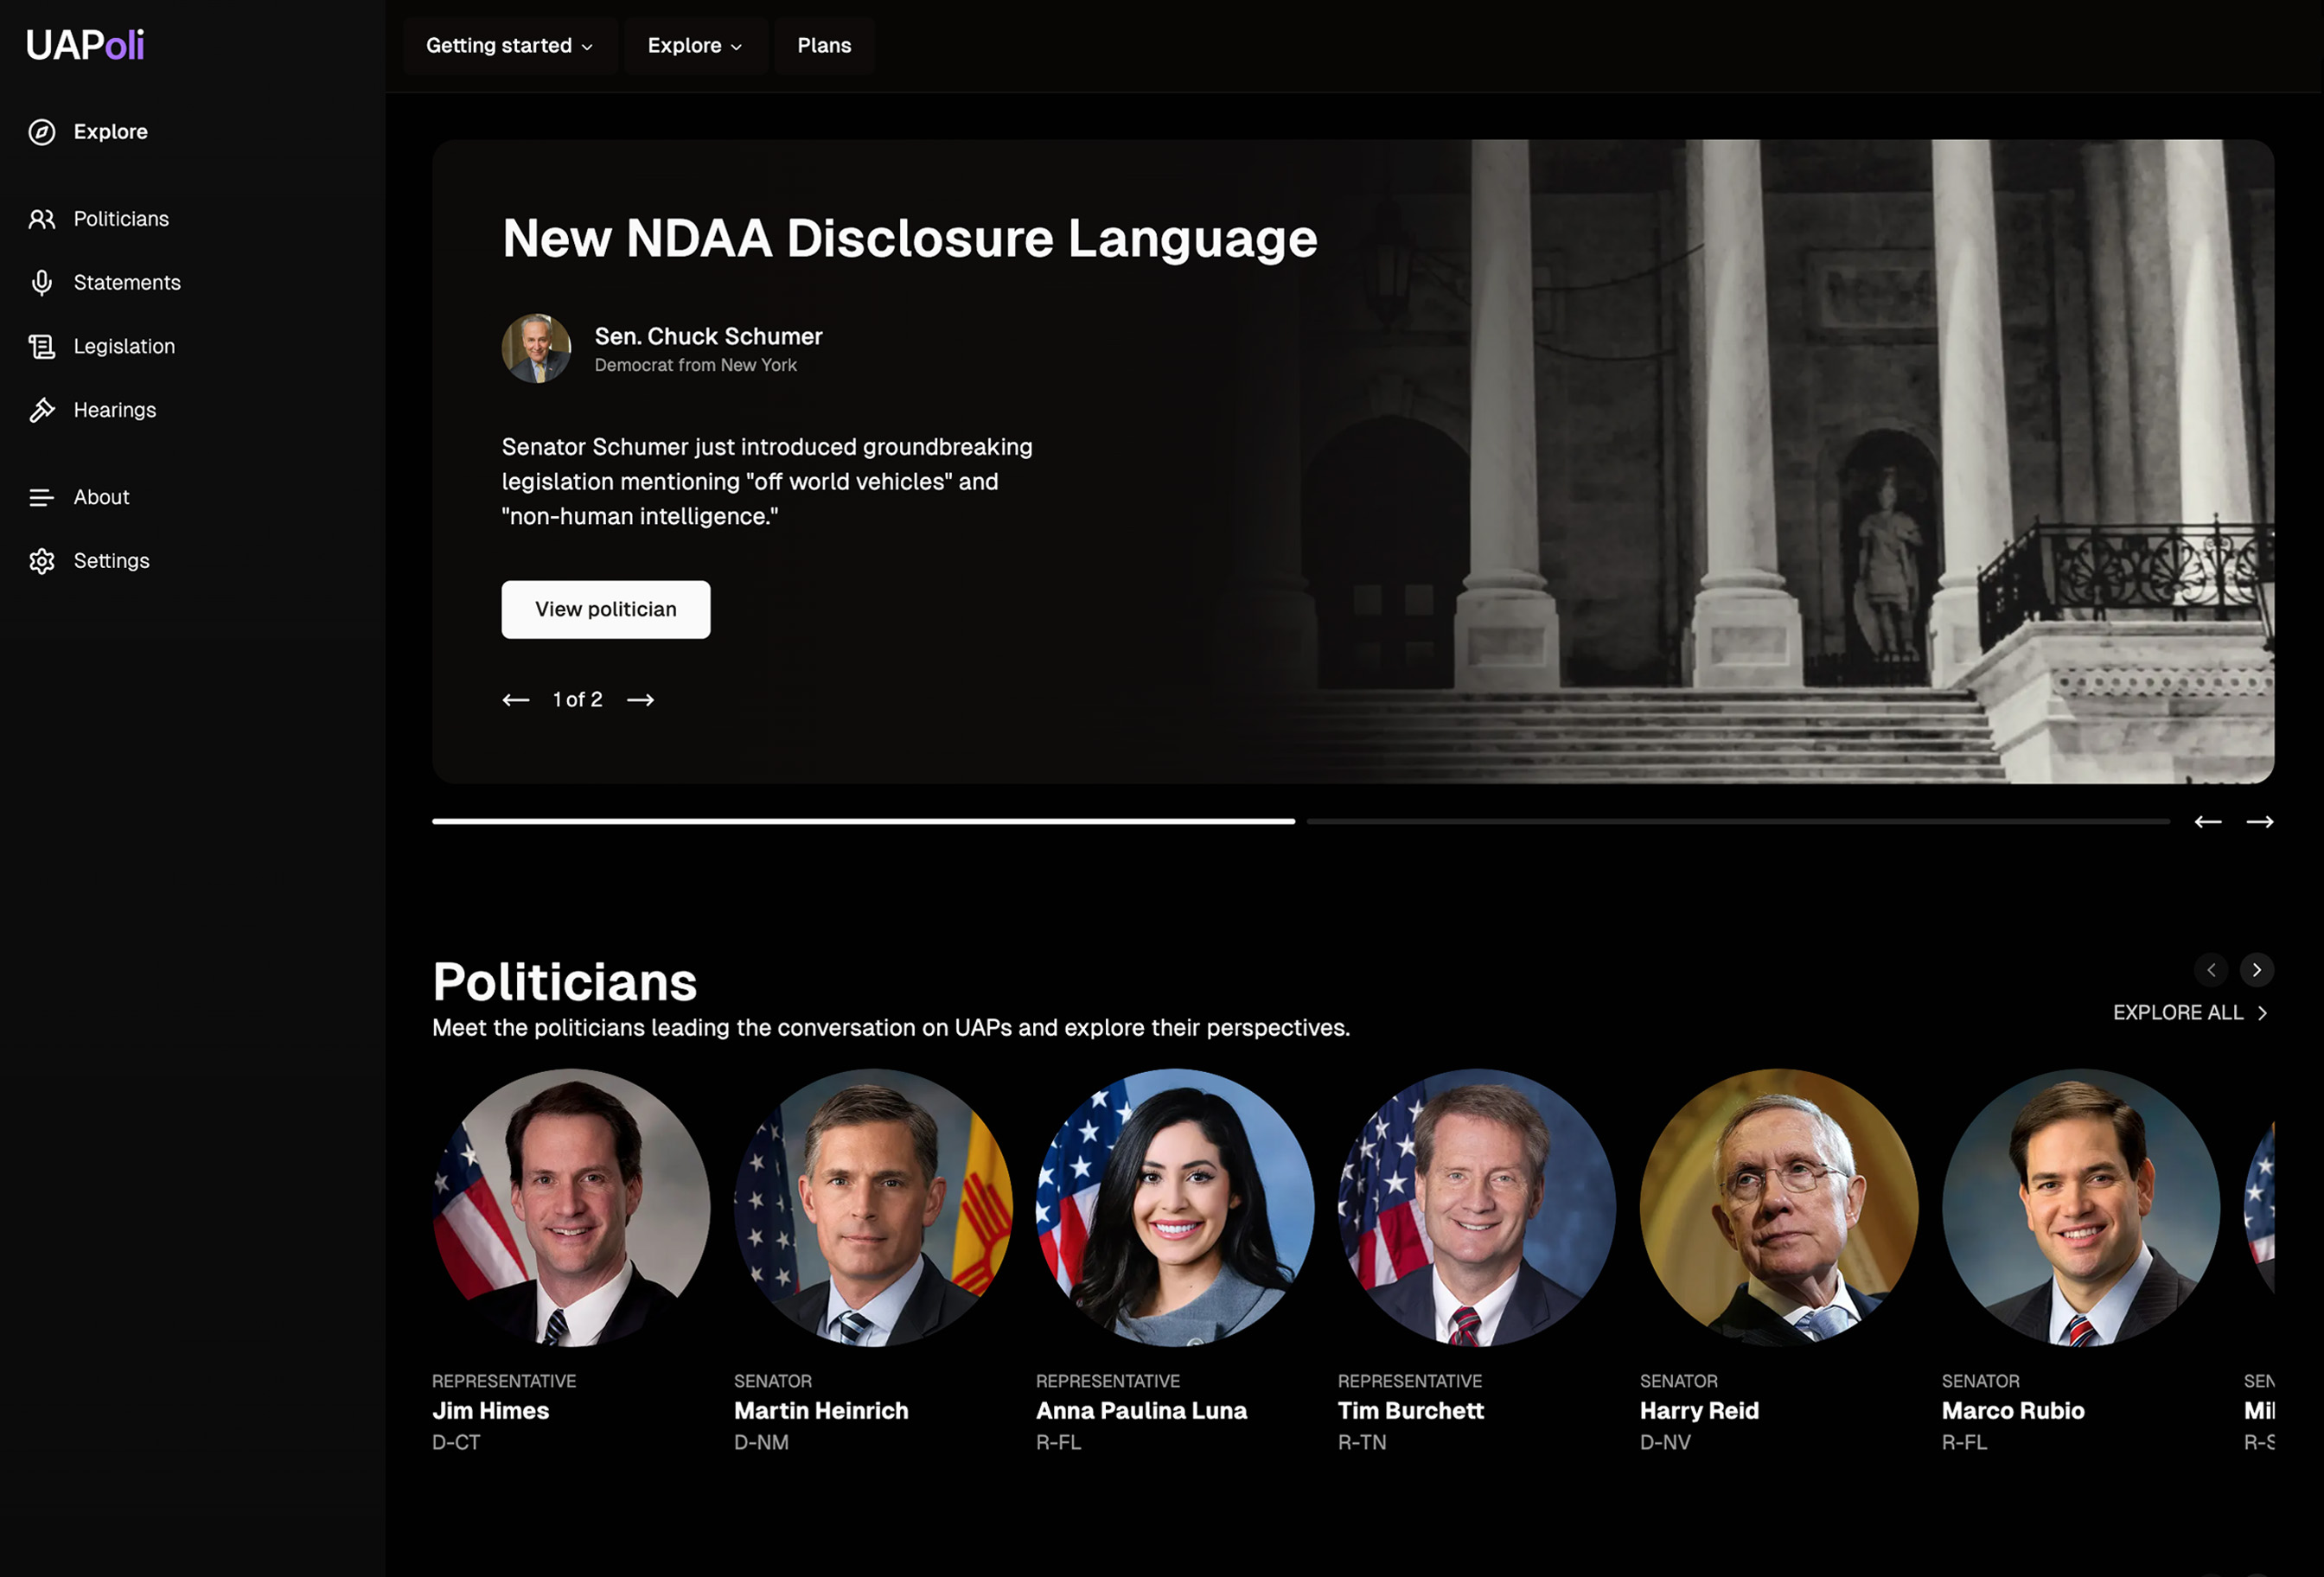 UAPoli
Explore
Politicians
Statements
Legislation
Hearings
About
Settings
Getting started
Explore
Plans
New NDAA Disclosure Language
Sen. Chuck Schumer
Democrat from New York
Senator Schumer just introduced groundbreaking
legislation mentioning "off world vehicles" and
"non-human intelligence."
View politician
1 of 2
Politicians
Meet the politicians leading the conversation on UAPs and explore their perspectives.
EXPLORE ALL
REPRESENTATIVE
Jim Himes
D-CT
SENATOR
Martin Heinrich
D-NM
REPRESENTATIVE
Anna Paulina Luna
R-FL
REPRESENTATIVE
Tim Burchett
R-TN
SENATOR
Harry Reid
D-NV
SENATOR
Marco Rubio
R-FL